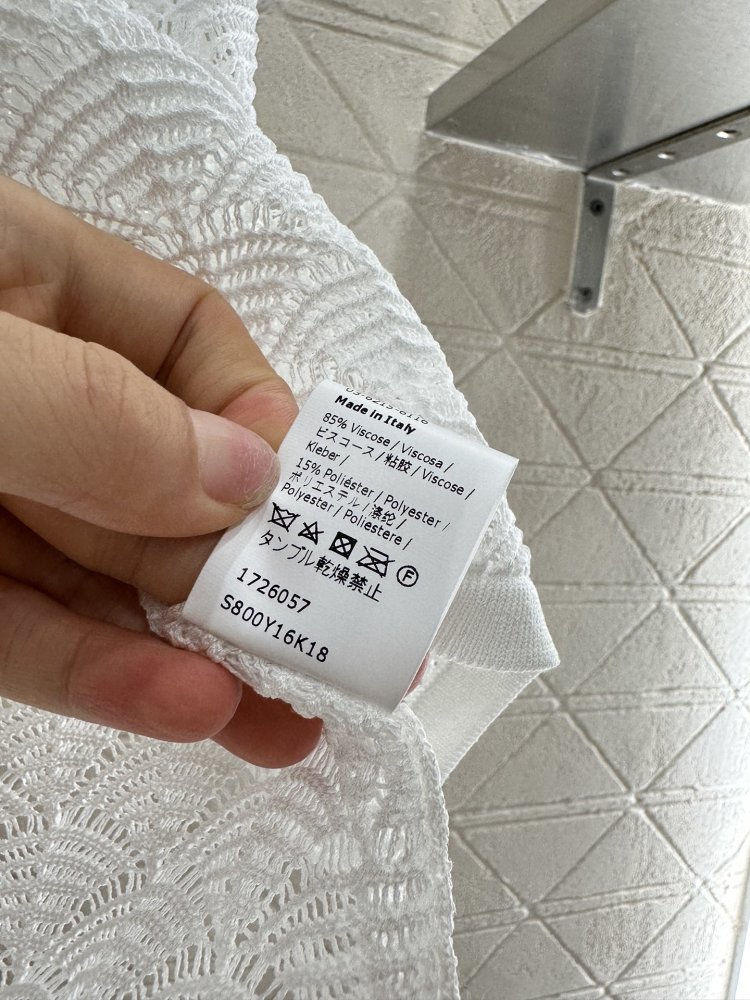 Made in Italy
85% Viscose / Viscosa /
ビスコース / 粘胶 / Viscose /
Kleber /
15% Poliéster / Polyester /
ポリエステル / 涤纶 /
Polyester / Poliestere /
F
タンブル乾燥禁止
1726057
S800Y16K18